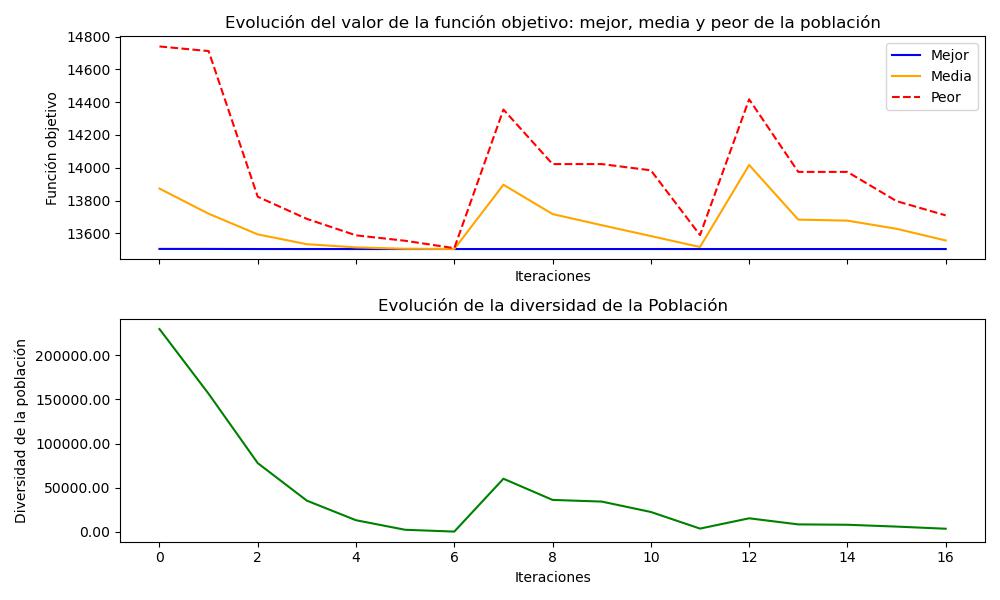 Evolución del valor de la función objetivo: mejor, media y peor de la población
14800
14600
14400
14200
14000
13800
13600
Función objetivo
Mejor
Media
Peor
Iteraciones
Evolución de la diversidad de la Población
200000.00
150000.00
100000.00
50000.00
0.00
Diversidad de la población
0 2 4 6 8 10 12 14 16
Iteraciones